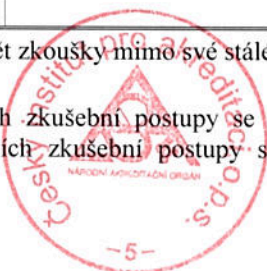 ět zkoušky mimo své stálé
h zkušební postupy se
ích zkušební postupy s
Český institut pro akreditaci o.p.s.
NÁRODNÍ AKREDITAČNÍ ORGÁN
–5–